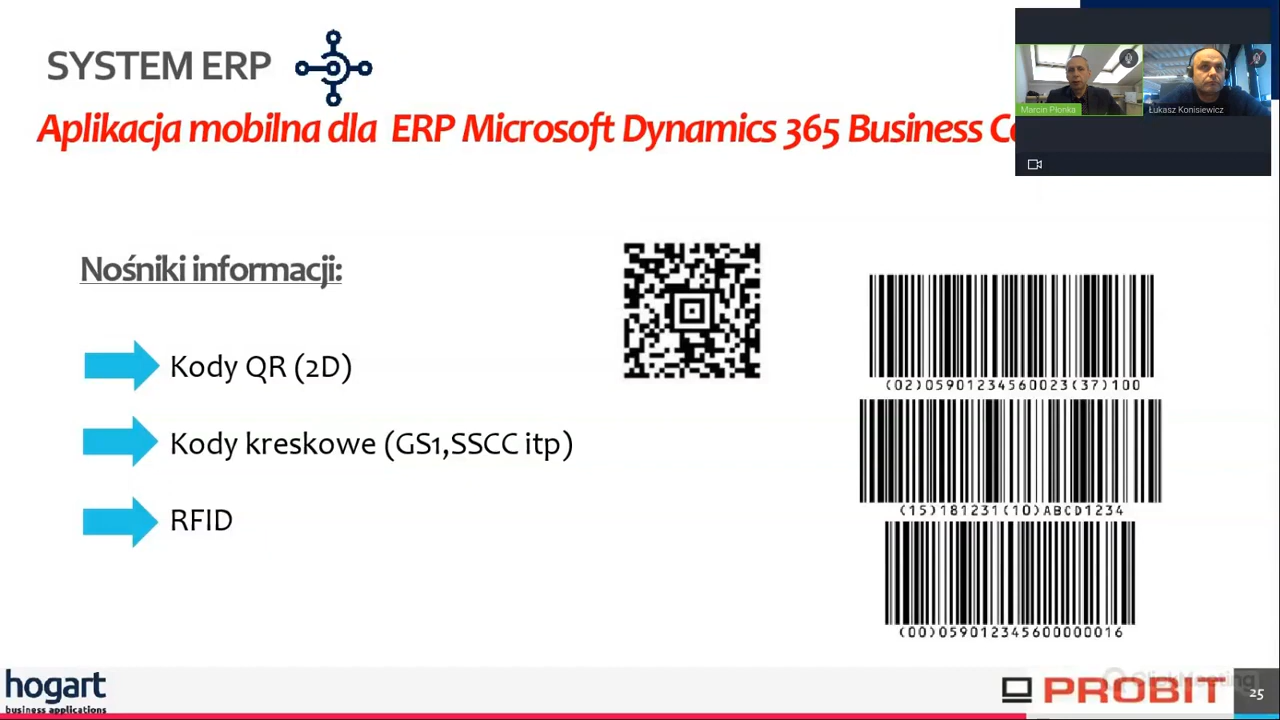 SYSTEM ERP
Aplikacja mobilna dla ERP Microsoft Dynamics 365 Business
Marcin Płonka
Łukasz Konisiewicz
Nośniki informacji:
Kody QR (2D)
Kody kreskowe (GS1,SSCC itp)
RFID
(02)05901234560023(37)100
(15)181231(10)ABCD1234
(00)059012345600000016
hogart
business applications
ClickMeeting
PROBIT
25